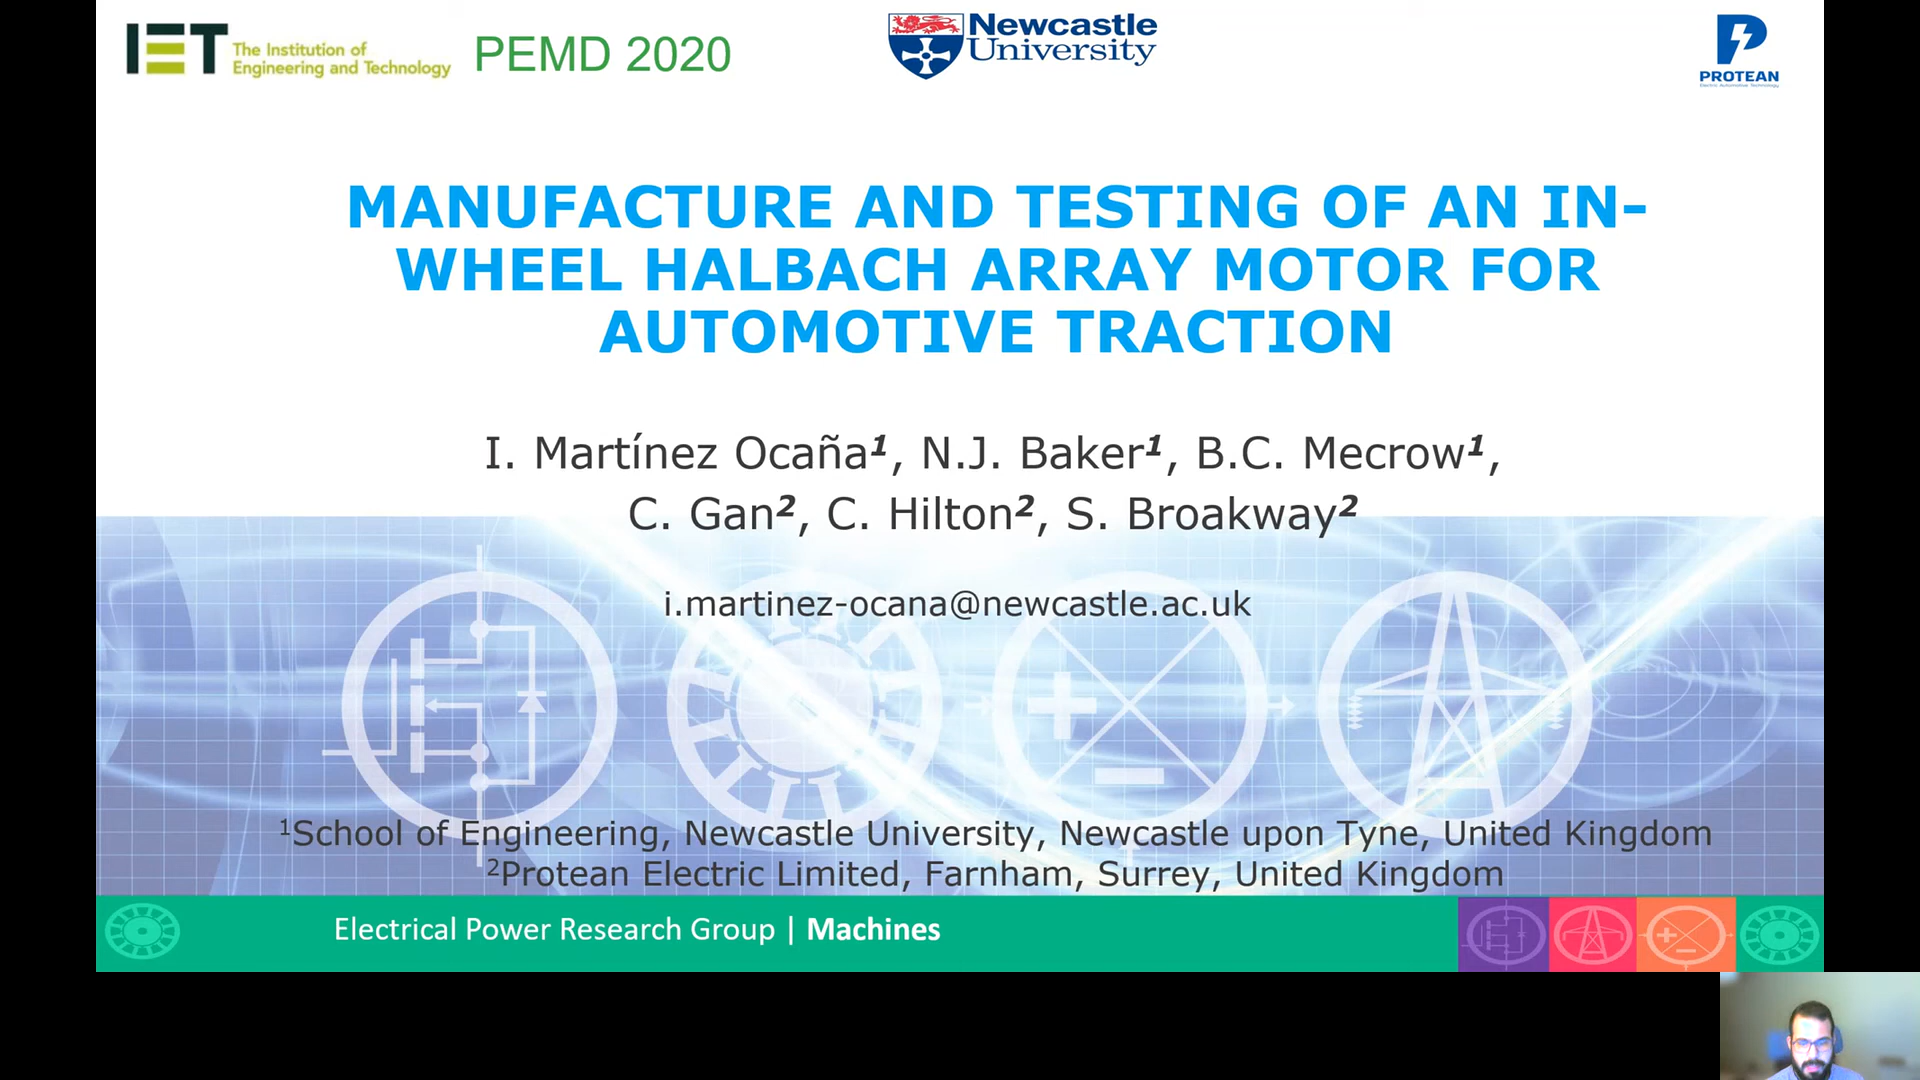 IET The Institution of
Engineering and Technology
PEMD 2020
Newcastle
University
PROTEAN
MANUFACTURE AND TESTING OF AN IN-
WHEEL HALBACH ARRAY MOTOR FOR
AUTOMOTIVE TRACTION
I. Martínez Ocaña¹, N.J. Baker¹, B.C. Mecrow¹,
C. Gan², C. Hilton², S. Broakway²
i.martinez-ocana@newcastle.ac.uk
¹School of Engineering, Newcastle University, Newcastle upon Tyne, United Kingdom
²Protean Electric Limited, Farnham, Surrey, United Kingdom
Electrical Power Research Group | Machines